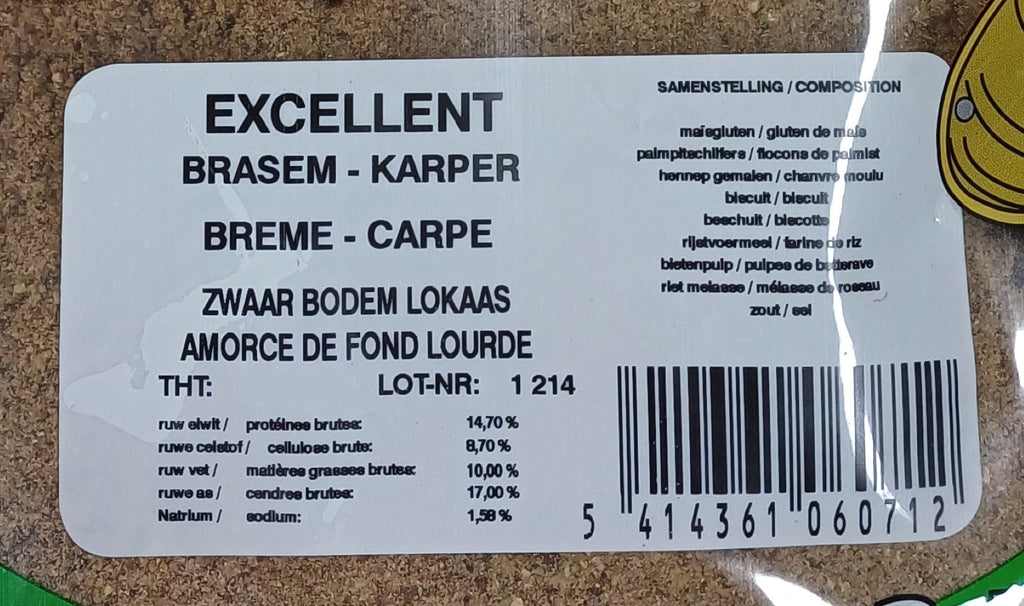 EXCELLENT
BRASEM - KARPER
BREME - CARPE
ZWAAR BODEM LOKAAS
AMORCE DE FOND LOURDE
THT: LOT-NR: 1 214
ruw eiwit / protéines brutes: 14,70 %
ruwe celstof / cellulose brute: 8,70 %
ruw vet / matières grasses brutes: 10,00 %
ruwe as / cendres brutes: 17,00 %
Natrium / sodium: 1,58 %
SAMENSTELLING / COMPOSITION
maïsgluten / gluten de maïs
palmpitschilfers / flocons de palmist
hennep gemalen / chanvre moulu
biscuit / biscuit
beschuit / biscotte
rijstvoermeel / farine de riz
bietenpulp / pulpes de betterave
riet melasse / mélasse de roseau
zout / sel
5 414361 060712